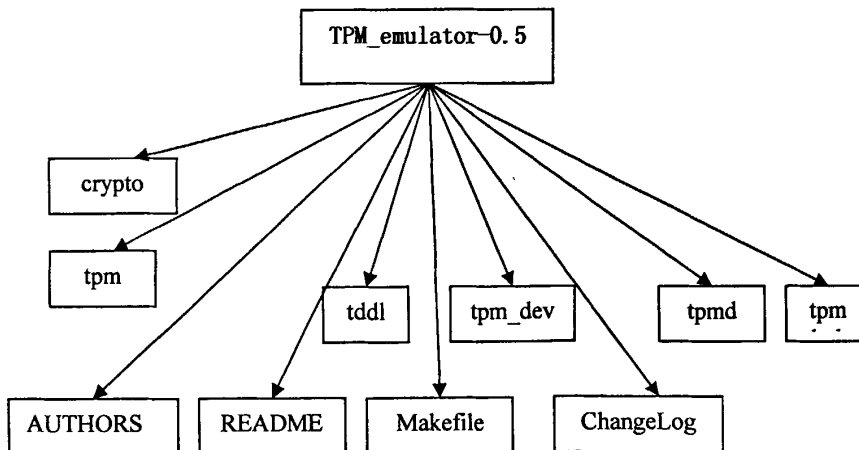 TPM_emulator-0.5
crypto
tpm
tddl
tpm_dev
tpmd
tpm
AUTHORS
README
Makefile
ChangeLog